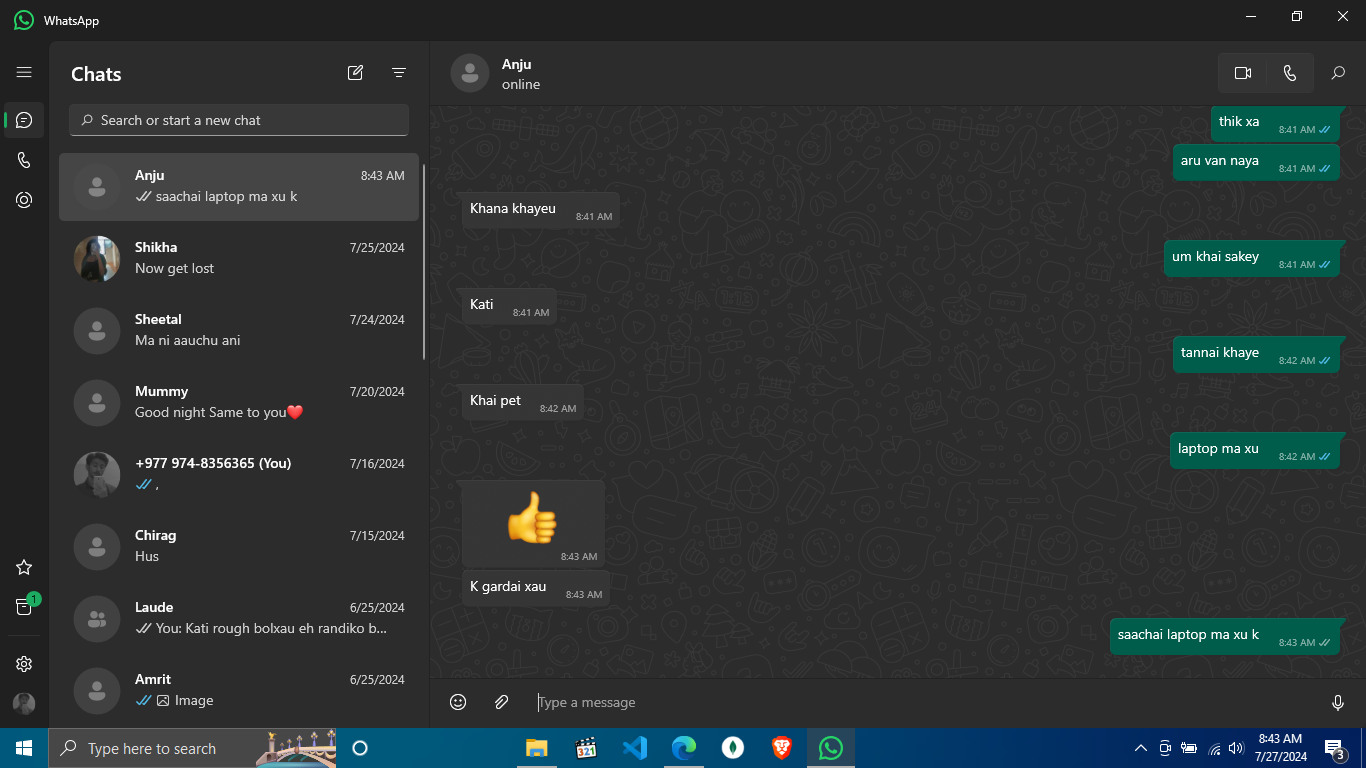 WhatsApp
Chats
Search or start a new chat
Anju
8:43 AM
saachai laptop ma xu k
Shikha
7/25/2024
Now get lost
Sheetal
7/24/2024
Ma ni aauchu ani
Mummy
7/20/2024
Good night Same to you❤️
+977 974-8356365 (You)
7/16/2024
,
Chirag
7/15/2024
Hus
Laude
6/25/2024
You: Kati rough bolxau eh randiko b...
Amrit
6/25/2024
Image
1
Anju
online
thik xa 8:41 AM
aru van naya 8:41 AM
Khana khayeu 8:41 AM
um khai sakey 8:41 AM
Kati 8:41 AM
tannai khaye 8:42 AM
Khai pet 8:42 AM
laptop ma xu 8:42 AM
👍
8:43 AM
K gardai xau 8:43 AM
saachai laptop ma xu k 8:43 AM
Type a message
Type here to search
321
8:43 AM
7/27/2024
3